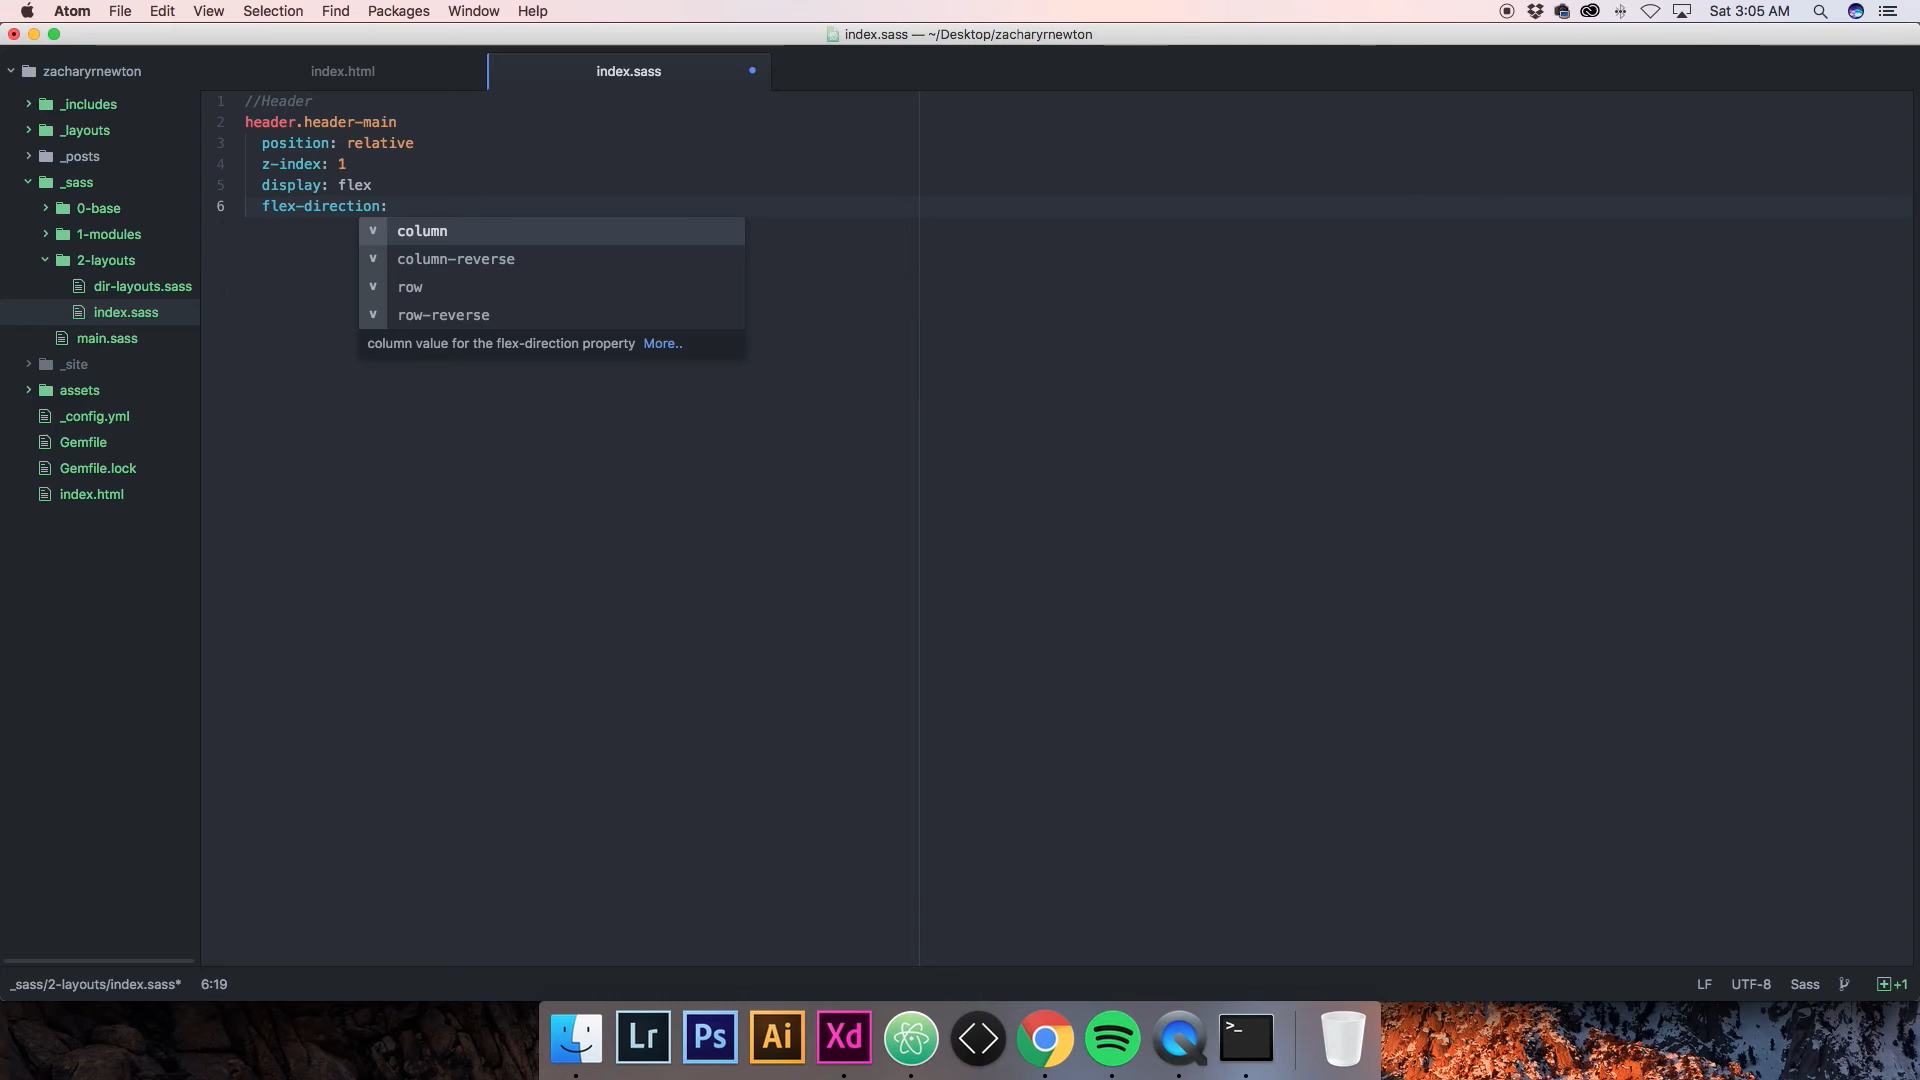 Atom File Edit View Selection Find Packages Window Help Sat 3:05 AM
index.sass — ~/Desktop/zacharyrnewton
zacharyrnewton
_includes
_layouts
_posts
_sass
0-base
1-modules
2-layouts
dir-layouts.sass
index.sass
main.sass
_site
assets
_config.yml
Gemfile
Gemfile.lock
index.html
index.html index.sass
1 //Header
2 header.header-main
3 position: relative
4 z-index: 1
5 display: flex
6 flex-direction:
v column
v column-reverse
v row
v row-reverse
column value for the flex-direction property More..
_sass/2-layouts/index.sass* 6:19 LF UTF-8 Sass +1
Lr Ps Ai Xd >_